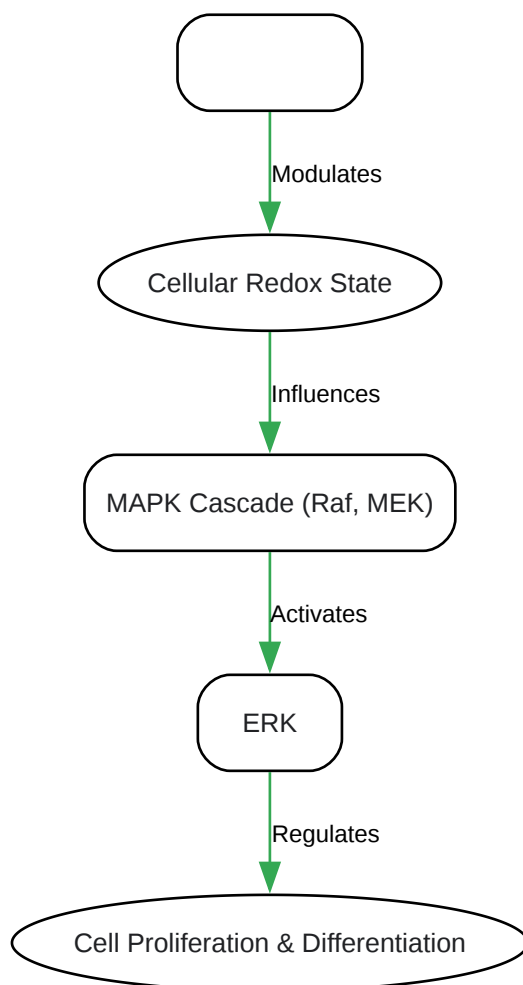 Modulates
Cellular Redox State
Influences
MAPK Cascade (Raf, MEK)
Activates
ERK
Regulates
Cell Proliferation & Differentiation